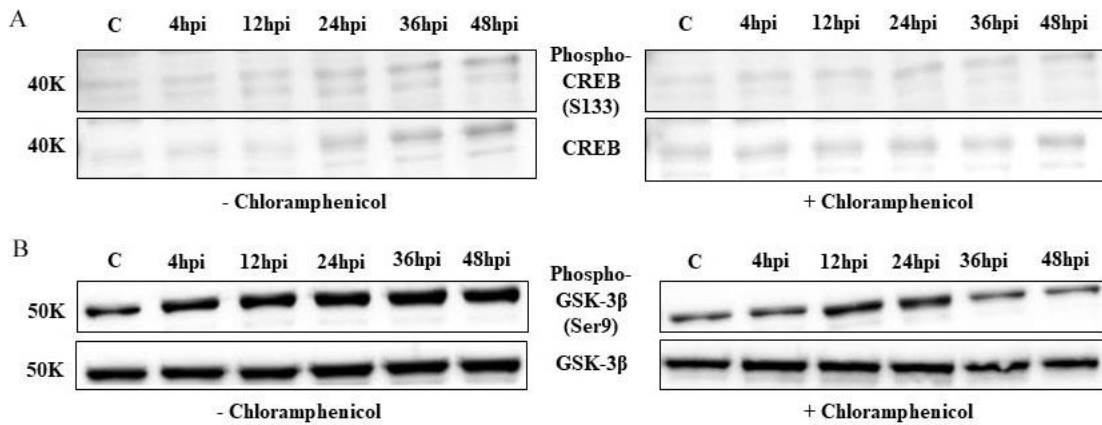 A
C 4hpi 12hpi 24hpi 36hpi 48hpi
C 4hpi 12hpi 24hpi 36hpi 48hpi
40K
Phospho-
CREB
(S133)
40K
CREB
- Chloramphenicol
+ Chloramphenicol
B
C 4hpi 12hpi 24hpi 36hpi 48hpi
C 4hpi 12hpi 24hpi 36hpi 48hpi
50K
Phospho-
GSK-3β
(Ser9)
50K
GSK-3β
- Chloramphenicol
+ Chloramphenicol